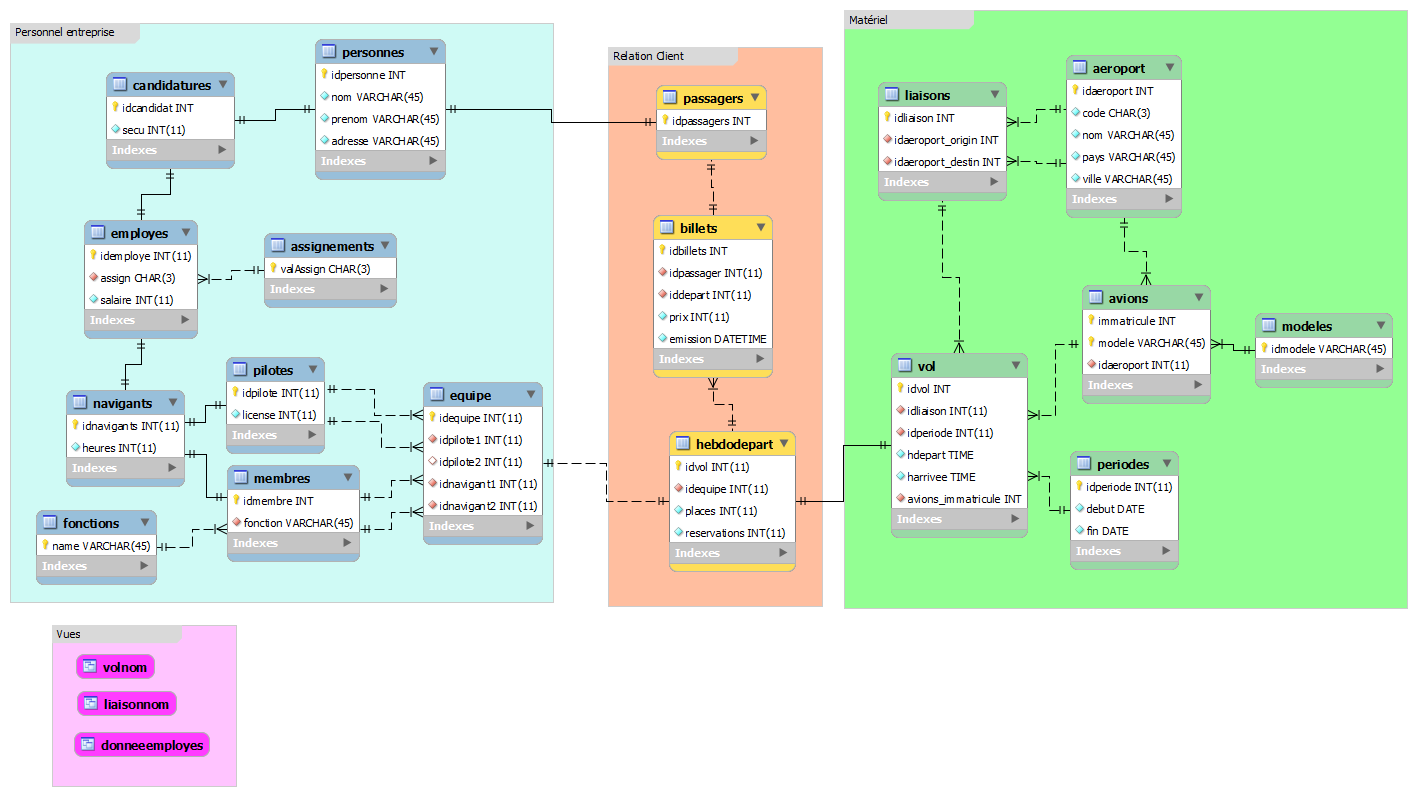 Personnel entreprise
personnes
idpersonne INT
nom VARCHAR(45)
prenom VARCHAR(45)
adresse VARCHAR(45)
Indexes
candidatures
idcandidat INT
secu INT(11)
Indexes
employes
idemploye INT(11)
assign CHAR(3)
salaire INT(11)
Indexes
assignements
valAssign CHAR(3)
Indexes
navigants
idnavigants INT(11)
heures INT(11)
Indexes
pilotes
idpilote INT(11)
license INT(11)
Indexes
membres
idmembre INT
fonction VARCHAR(45)
Indexes
fonctions
name VARCHAR(45)
Indexes
equipe
idequipe INT(11)
idpilote1 INT(11)
idpilote2 INT(11)
idnavigant1 INT(11)
idnavigant2 INT(11)
Indexes
Relation Client
passagers
idpassagers INT
Indexes
billets
idbillets INT
idpassager INT(11)
iddepart INT(11)
prix INT(11)
emission DATETIME
Indexes
hebdodepart
idvol INT(11)
idequipe INT(11)
places INT(11)
reservations INT(11)
Indexes
Matériel
liaisons
idliaison INT
idaeroport_origin INT
idaeroport_destin INT
Indexes
aeroport
idaeroport INT
code CHAR(3)
nom VARCHAR(45)
pays VARCHAR(45)
ville VARCHAR(45)
Indexes
avions
immatricule INT
modele VARCHAR(45)
idaeroport INT(11)
Indexes
modeles
idmodele VARCHAR(45)
Indexes
vol
idvol INT
idliaison INT(11)
idperiode INT(11)
hdepart TIME
harrivee TIME
avions_immatricule INT
Indexes
periodes
idperiode INT(11)
debut DATE
fin DATE
Indexes
Vues
volnom
liaisonnom
donneeemployes